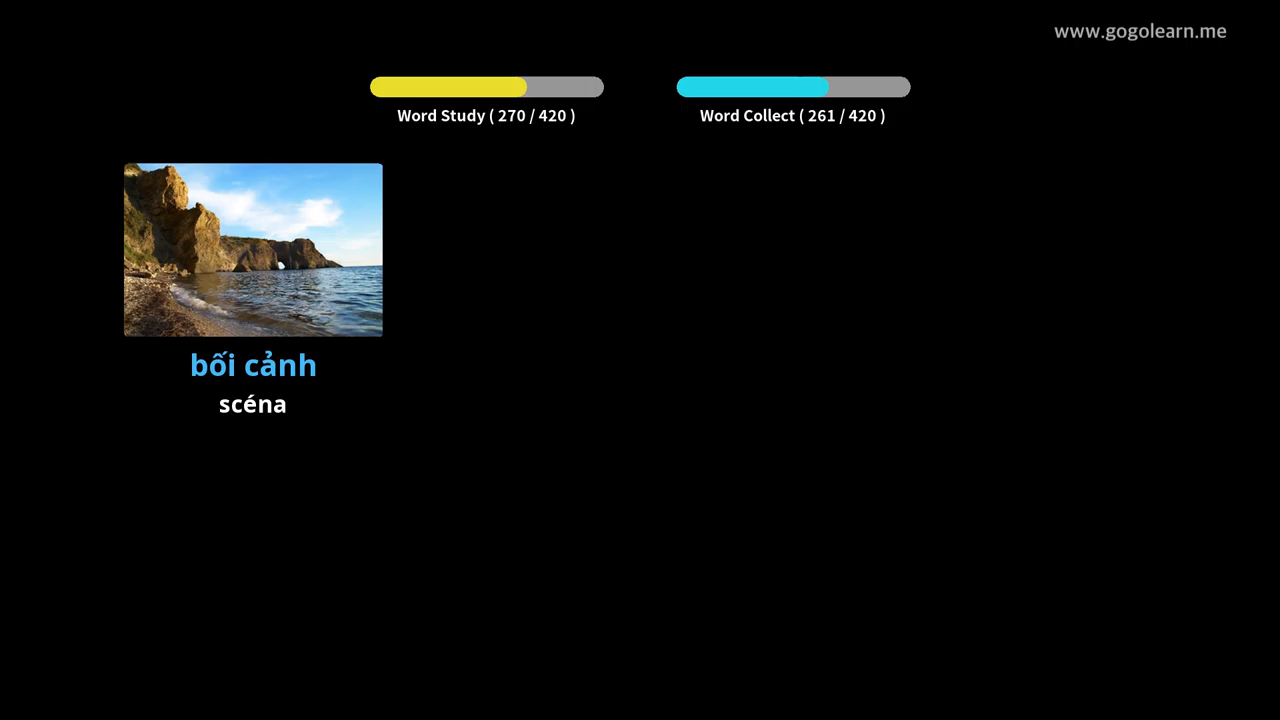 www.gogolearn.me
Word Study ( 270 / 420 )
Word Collect ( 261 / 420 )
bối cảnh
scéna